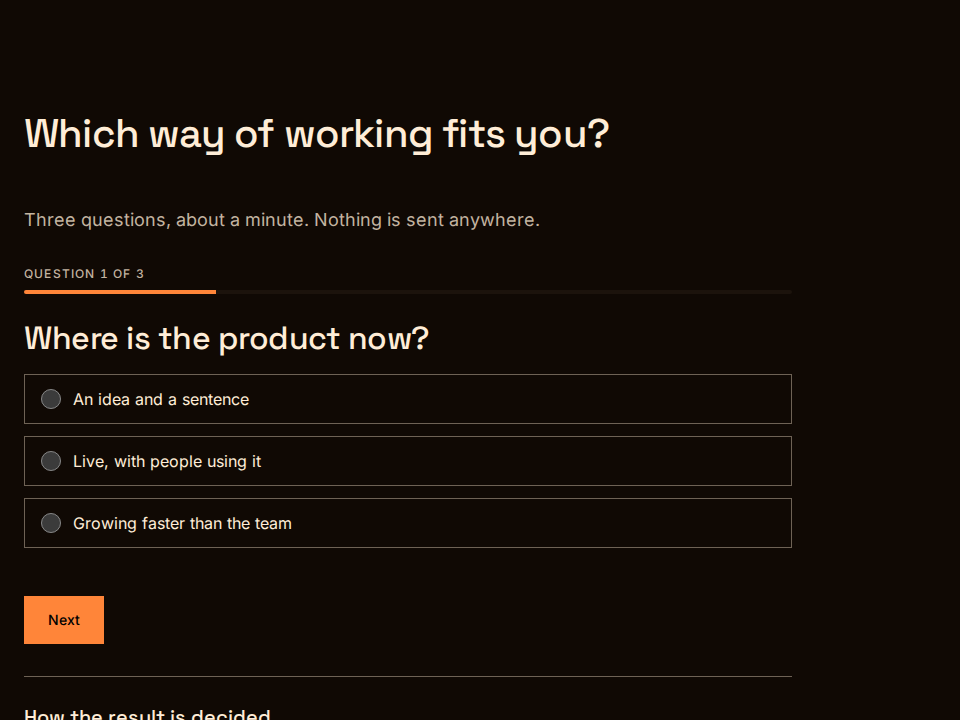 Which way of working fits you?
Three questions, about a minute. Nothing is sent anywhere.
QUESTION 1 OF 3
Where is the product now?
An idea and a sentence
Live, with people using it
Growing faster than the team
Next
How the result is decided